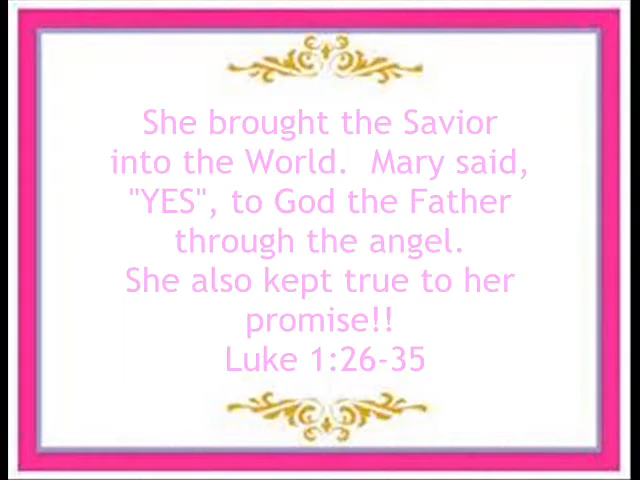 She brought the Savior
into the World.  Mary said,
"YES", to God the Father
through the angel.
She also kept true to her
promise!!
Luke 1:26-35